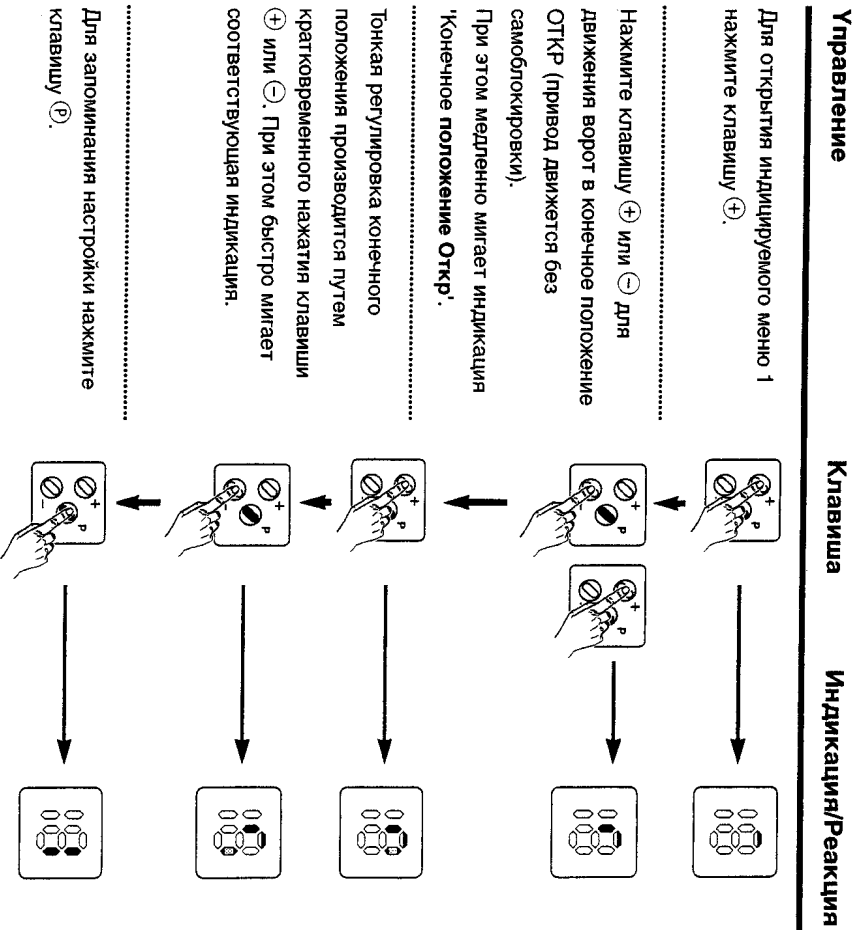 Управление
Клавиша
Индикация/Реакция
Для открытия индицируемого меню 1
нажмите клавишу ⊕.
+
P
Нажмите клавишу ⊕ или ⊖ для
движения ворот в конечное положение
ОТКР (привод движется без
самоблокировки).
При этом медленно мигает индикация
'Конечное положение Откр'.
+
P
−
+
P
Тонкая регулировка конечного
положения производится путем
кратковременного нажатия клавиши
⊕ или ⊖. При этом быстро мигает
соответствующая индикация.
+
P
+
P
−
Для запоминания настройки нажмите
клавишу Ⓟ.
+
P
−